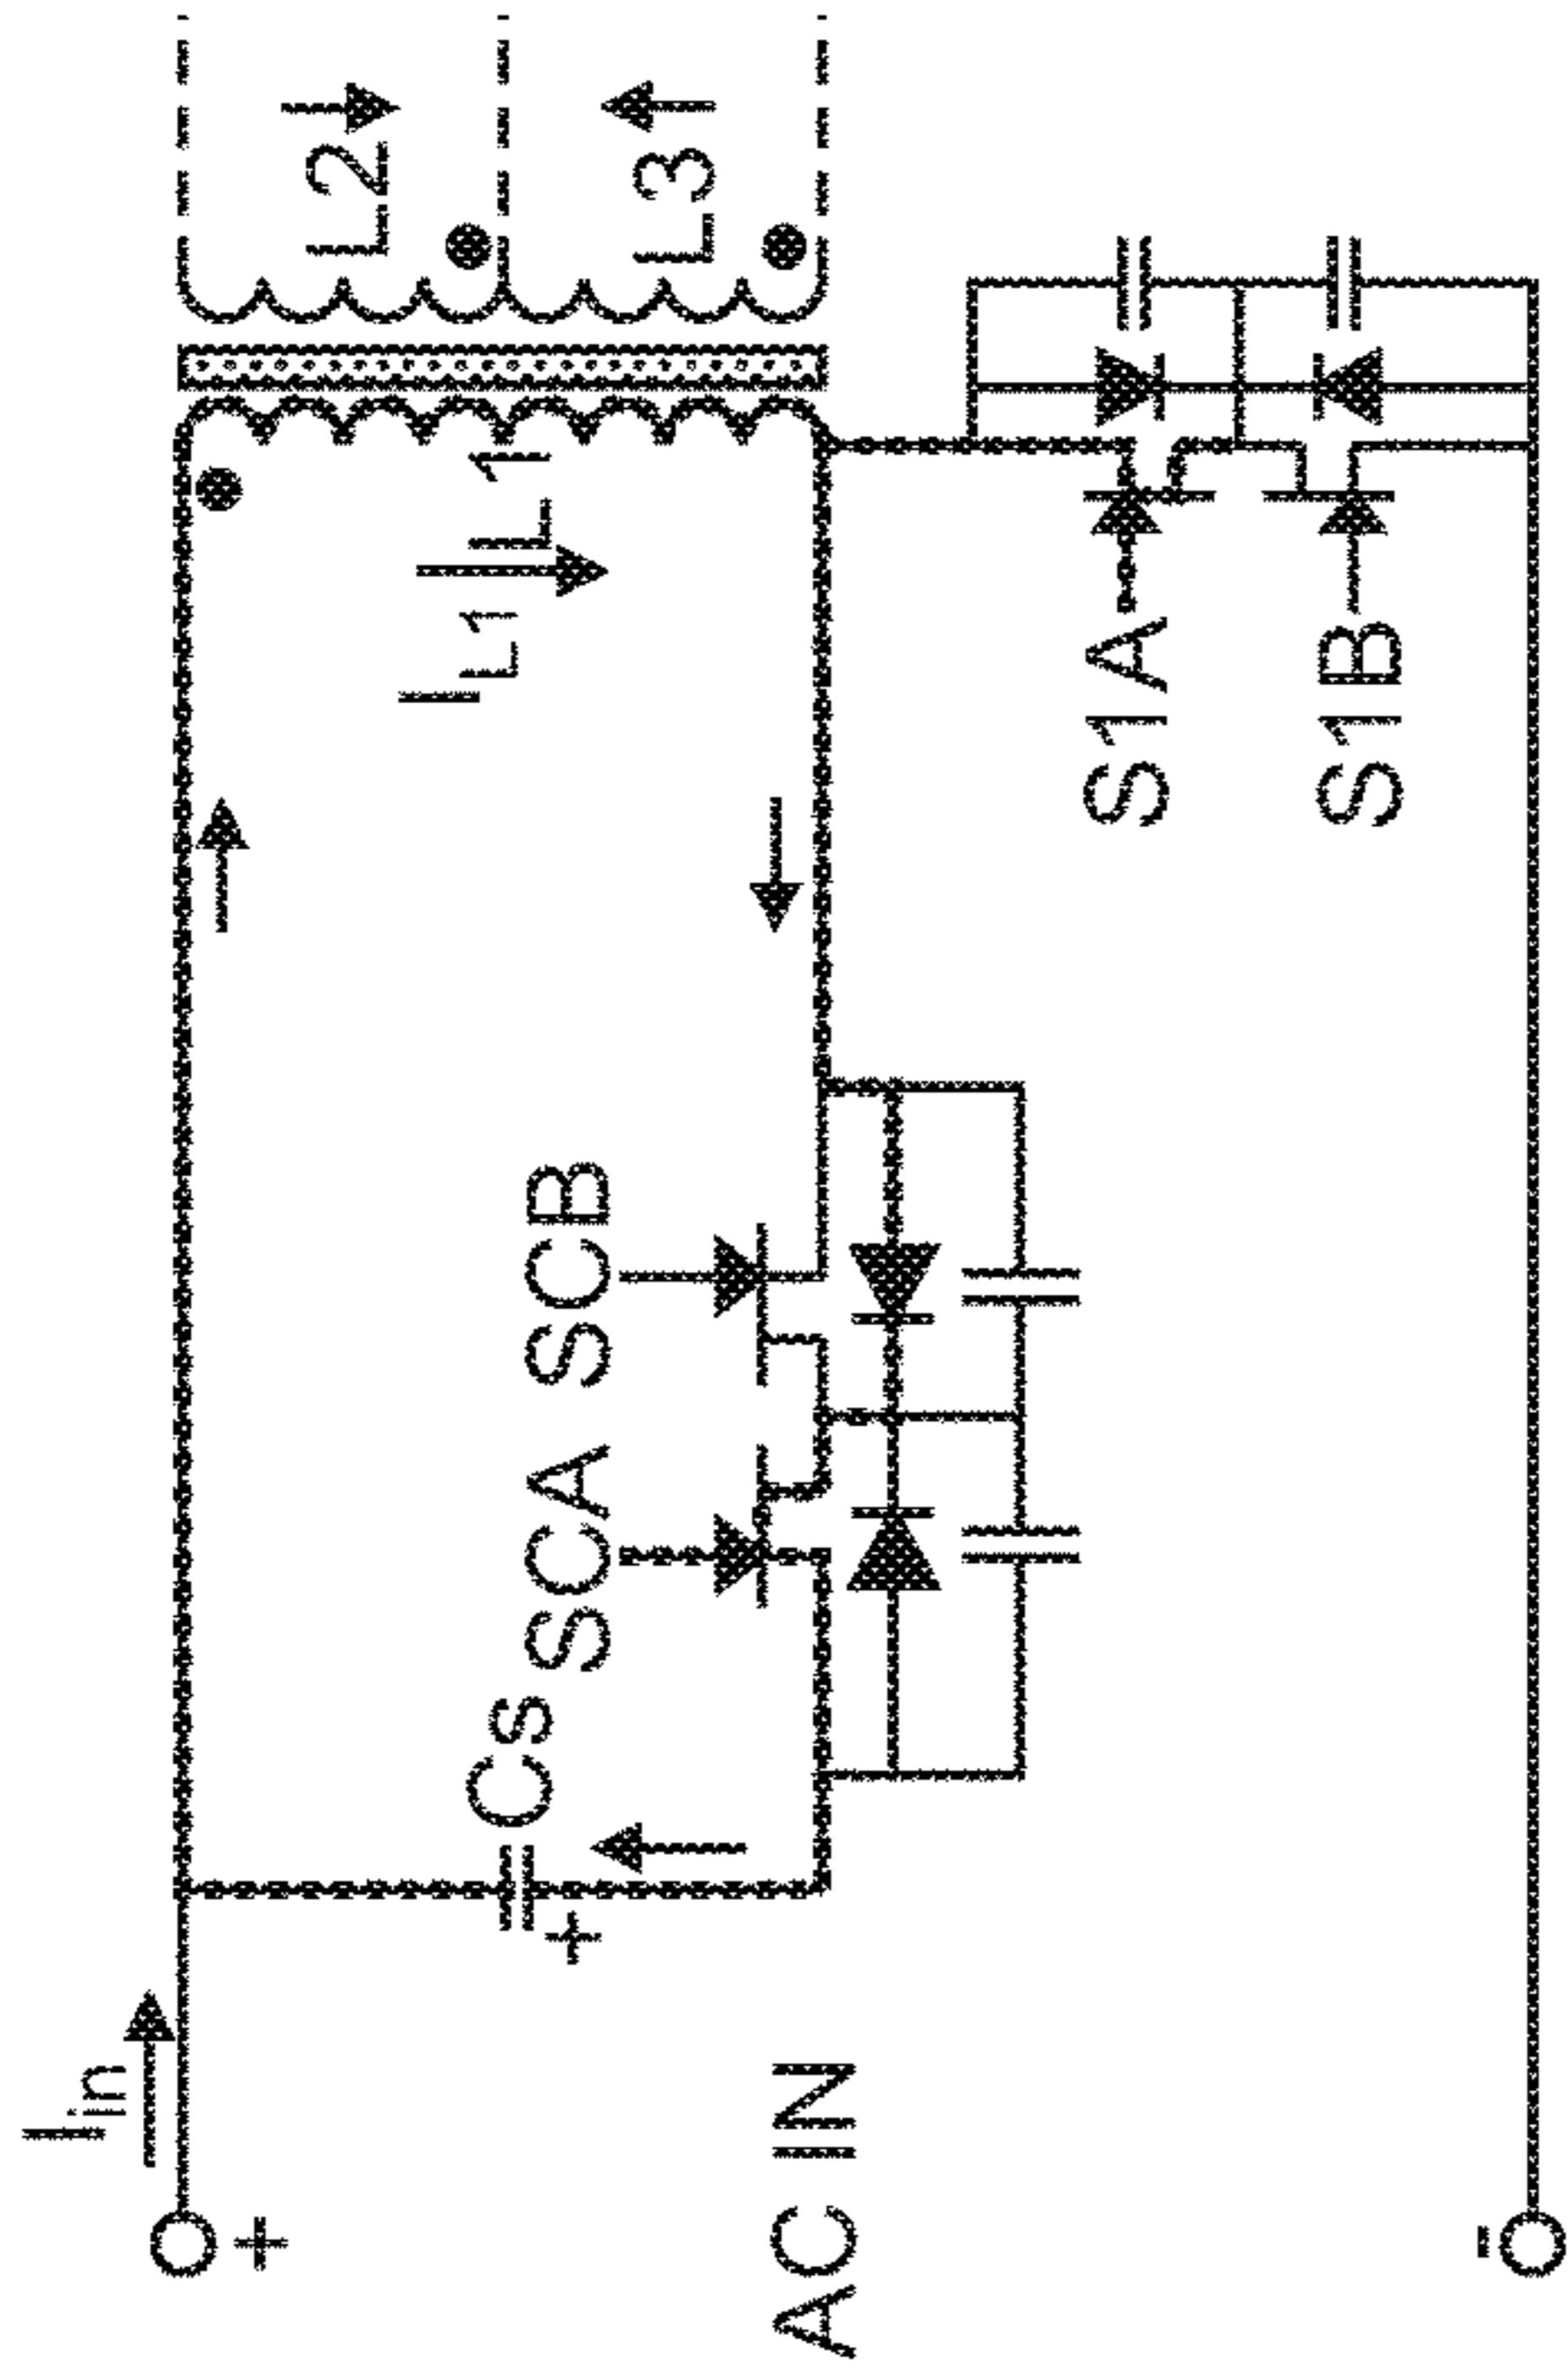 Iin
+
AC IN
-
+
Cs
SCA
SCB
IL1
L1
L2
L3
S1A
S1B